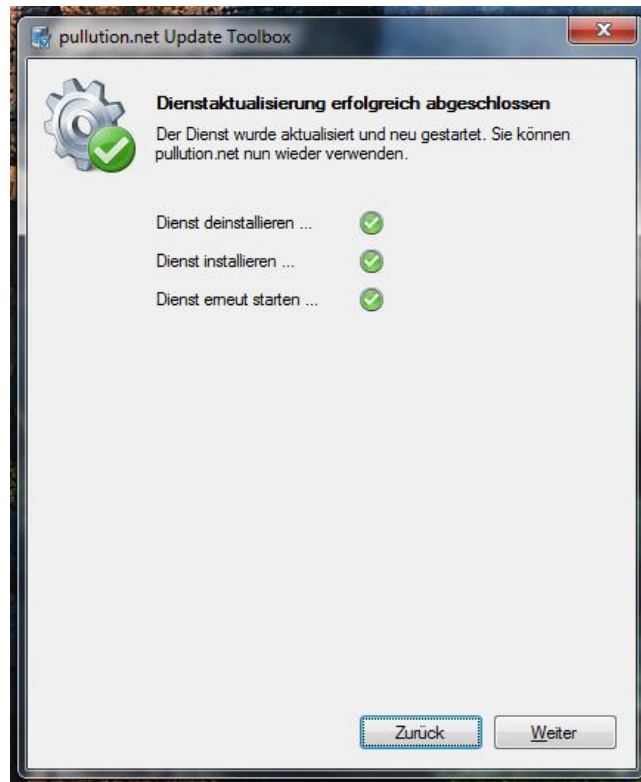 pullution.net Update Toolbox
Dienstaktualisierung erfolgreich abgeschlossen
Der Dienst wurde aktualisiert und neu gestartet. Sie können
pullution.net nun wieder verwenden.
Dienst deinstallieren ...
Dienst installieren ...
Dienst erneut starten ...
Zurück
Weiter